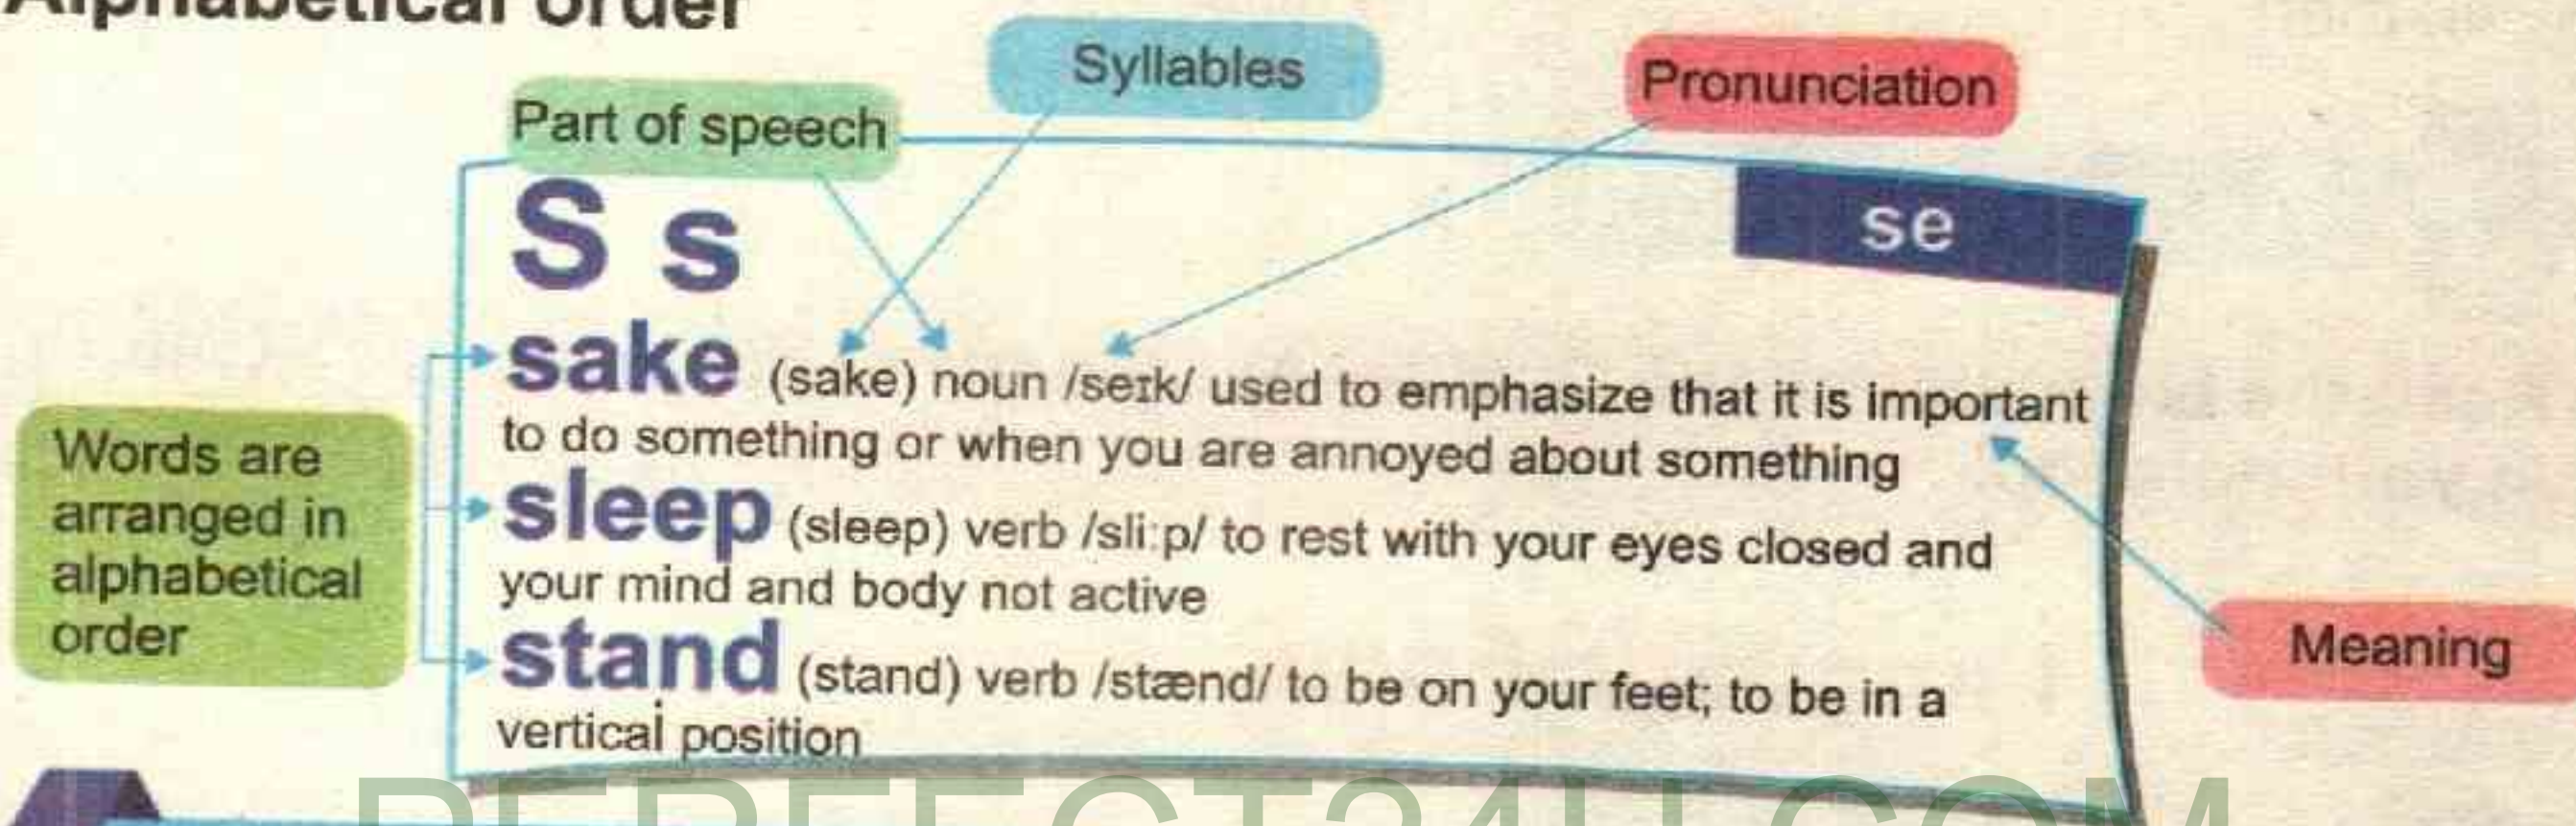 Alphabetical order
Syllables
Pronunciation
Part of speech
S s
se
sake (sake) noun /seɪk/ used to emphasize that it is important
to do something or when you are annoyed about something
Words are
arranged in
alphabetical
order
sleep (sleep) verb /sliːp/ to rest with your eyes closed and
your mind and body not active
stand (stand) verb /stænd/ to be on your feet; to be in a
vertical position
Meaning
PERFECT24U.COM